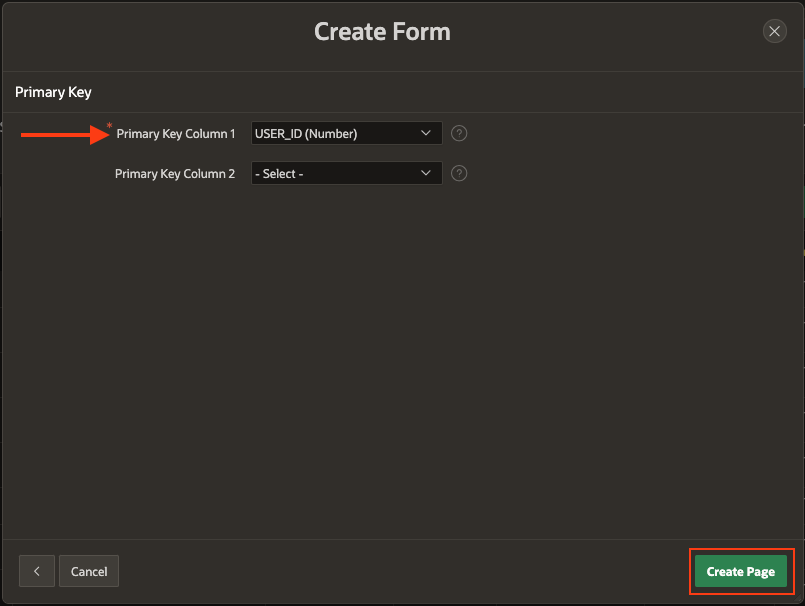 Create Form
Primary Key
* Primary Key Column 1 USER_ID (Number) ?
Primary Key Column 2 - Select - ?
Cancel Create Page